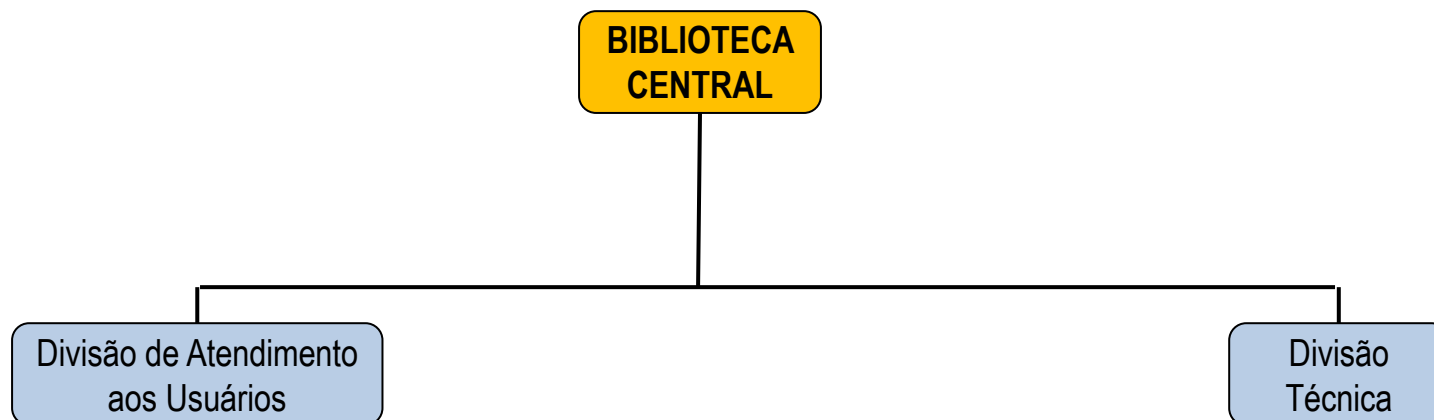 BIBLIOTECA
CENTRAL
Divisão de Atendimento
aos Usuários
Divisão
Técnica